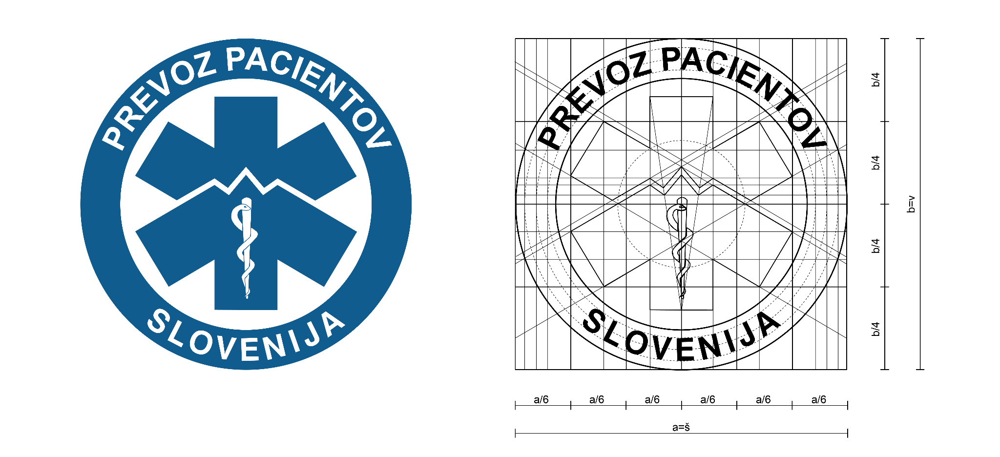 PREVOZ PACIENTOV
SLOVENIJA
PREVOZ PACIENTOV
SLOVENIJA
b/4
b/4
b/4
b/4
b=v
a/6 a/6 a/6 a/6 a/6 a/6
a=š